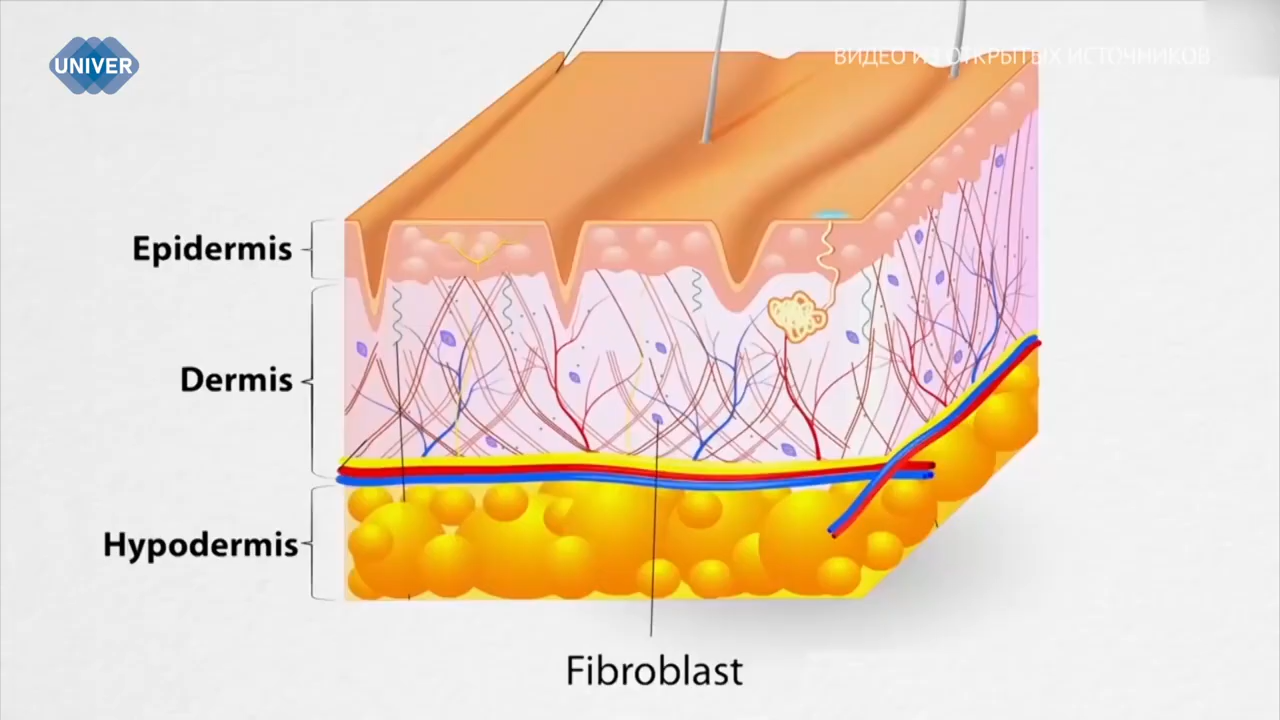 UNIVER
ВИДЕО ИЗ ОТКРЫТЫХ ИСТОЧНИКОВ
Epidermis
Dermis
Hypodermis
Fibroblast